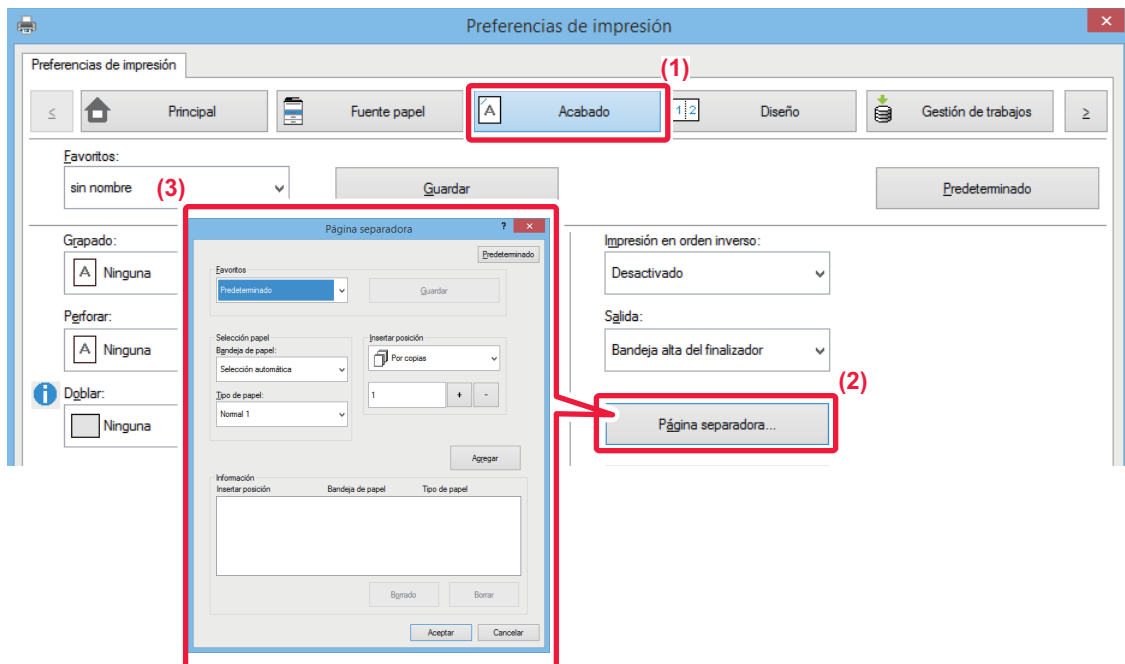 Preferencias de impresión
Preferencias de impresión
(1)
≤ Principal Fuente papel A Acabado 1 2 Diseño Gestión de trabajos ≥
Favoritos:
sin nombre
(3)
Guardar
Predeterminado
Grapado:
A Ninguna
Perforar:
A Ninguna
Doblar:
Ninguna
Página separadora
?
Predeterminado
Favoritos
Predeterminado
Guardar
Selección papel
Bandeja de papel:
Selección automática
Tipo de papel:
Normal 1
Insertar posición
Por copias
1 + -
Agregar
Información
Insertar posición Bandeja de papel Tipo de papel
Borrado Borrar
Aceptar Cancelar
Impresión en orden inverso:
Desactivado
Salida:
Bandeja alta del finalizador
(2)
Página separadora...